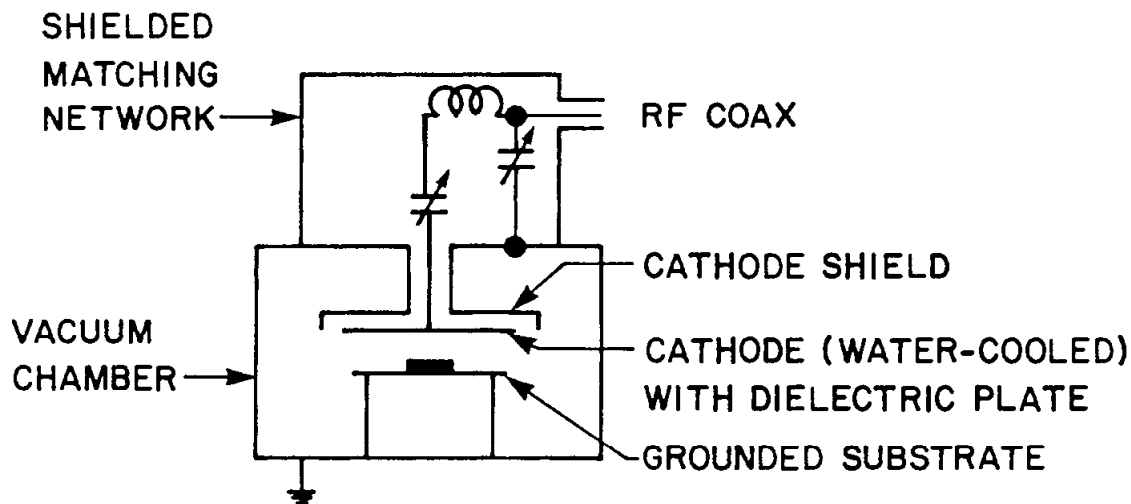 SHIELDED
MATCHING
NETWORK
RF COAX
CATHODE SHIELD
VACUUM
CHAMBER
CATHODE (WATER-COOLED)
WITH DIELECTRIC PLATE
GROUNDED SUBSTRATE